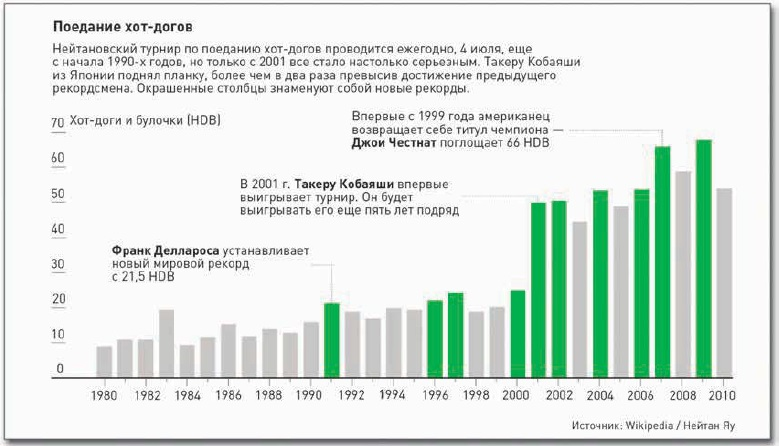 Поедание хот-догов
Нейтановский турнир по поеданию хот-догов проводится ежегодно, 4 июля, еще
с начала 1990-х годов, но только с 2001 все стало настолько серьезным. Такеру Кобаяши
из Японии поднял планку, более чем в два раза превысив достижение предыдущего
рекордсмена. Окрашенные столбцы знаменуют собой новые рекорды.
70 Хот-доги и булочки (HDB)
Впервые с 1999 года американец
возвращает себе титул чемпиона —
Джои Честнат поглощает 66 HDB
60
В 2001 г. Такеру Кобаяши впервые
выигрывает турнир. Он будет
выигрывать его еще пять лет подряд
50
40
Франк Деллароса устанавливает
новый мировой рекорд
с 21,5 HDB
30
20
10
0
1980 1982 1984 1986 1988 1990 1992 1994 1996 1998 2000 2002 2004 2006 2008 2010
Источник: Wikipedia / Нейтан Яу